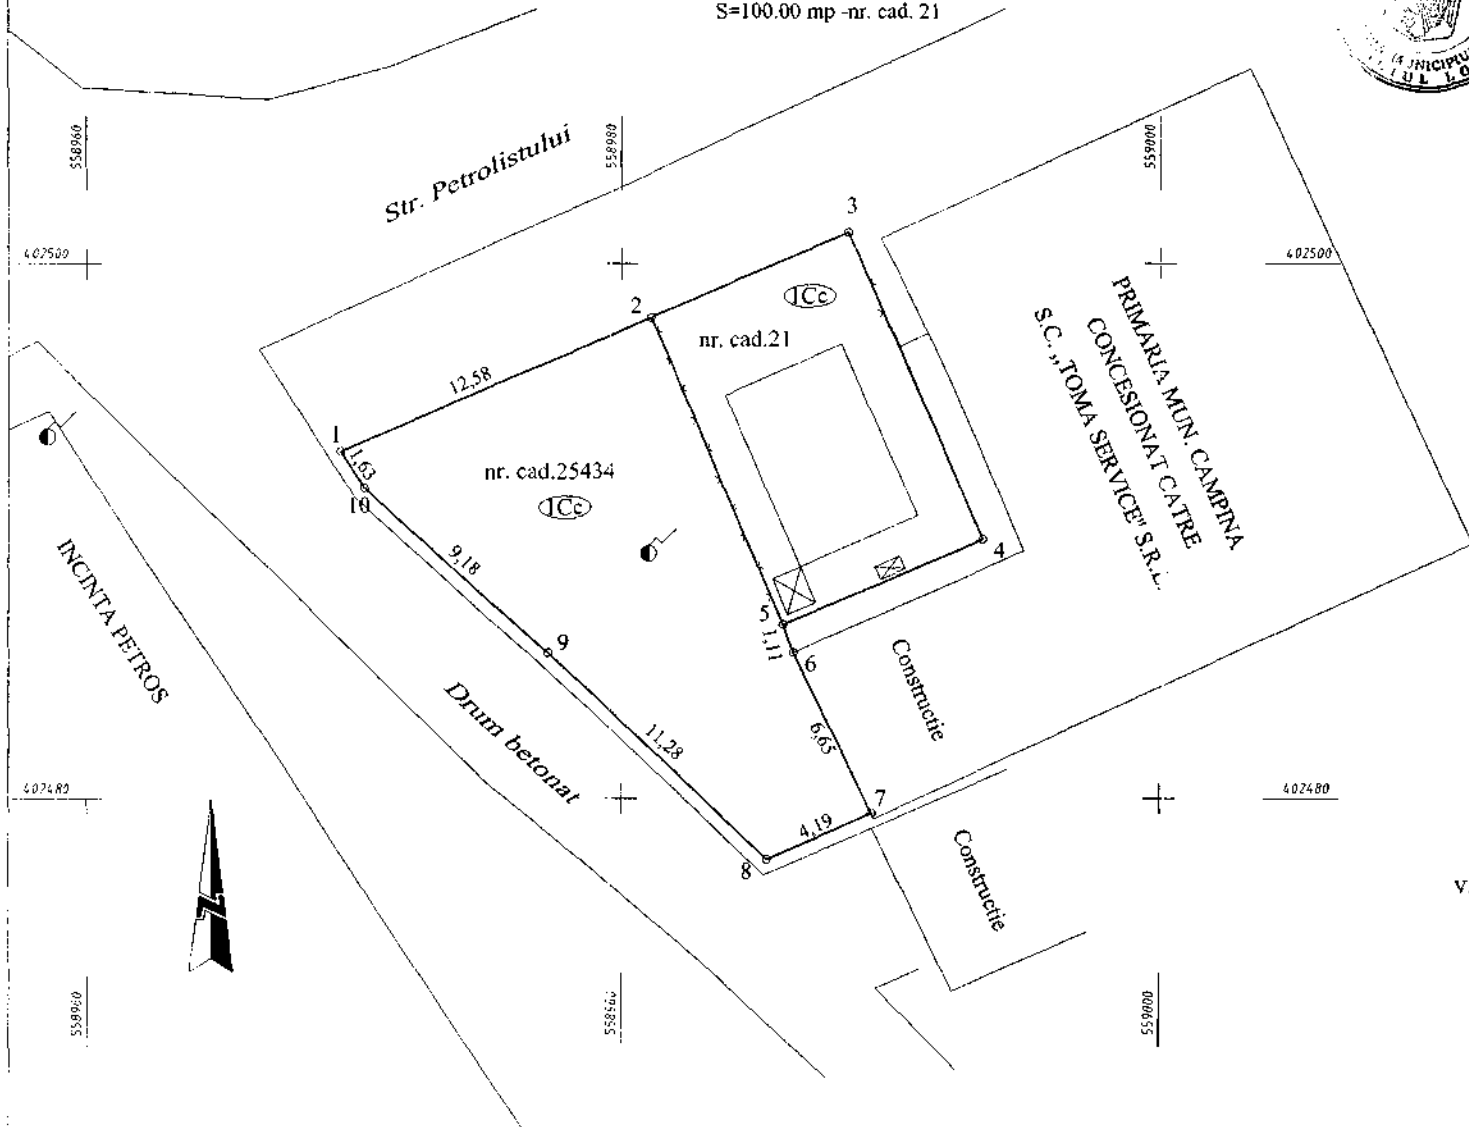 S=100.00 mp -nr. cad. 21
558960
558980
559000
Str. Petrolistului
3
402500
402500
1Cc
2
nr. cad.21
PRIMARIA MUN. CAMPINA
CONCESIONAT CATRE
S.C. „TOMA SERVICE" S.R.L.
12,58
1
1,63
nr. cad.25434
10
1Cc
4
9,18
INCINTA PETROS
5
1,11
9
6
Constructie
Drum betonat
11,28
6,65
402480
402480
7
4,19
8
Constructie
558960
559000